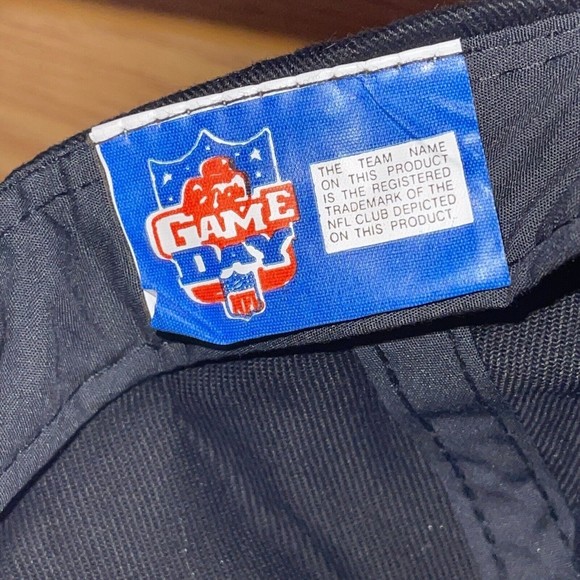 GAME
DAY
NFL
THE TEAM NAME
ON THIS PRODUCT
IS THE REGISTERED
TRADEMARK OF THE
NFL CLUB DEPICTED
ON THIS PRODUCT.